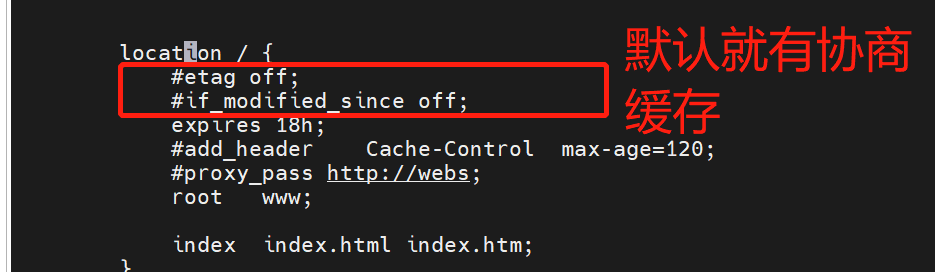 location / {
#etag off;
#if_modified_since off;
expires 18h;
#add_header    Cache-Control  max-age=120;
#proxy_pass http://webs;
root   www;
index  index.html index.htm;
}
默认就有协商
缓存